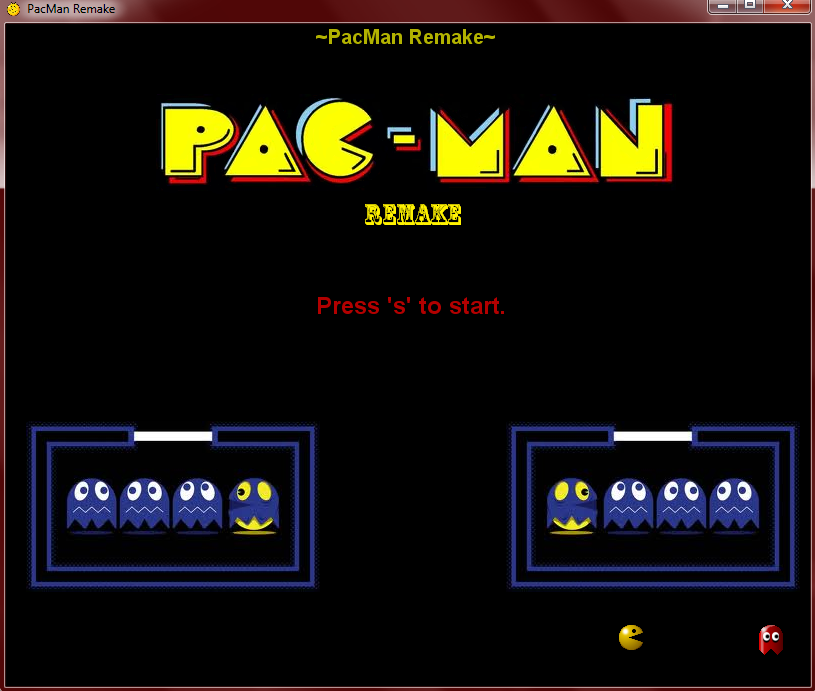 PacMan Remake
~PacMan Remake~
PAC-MAN
REMAKE
Press 's' to start.